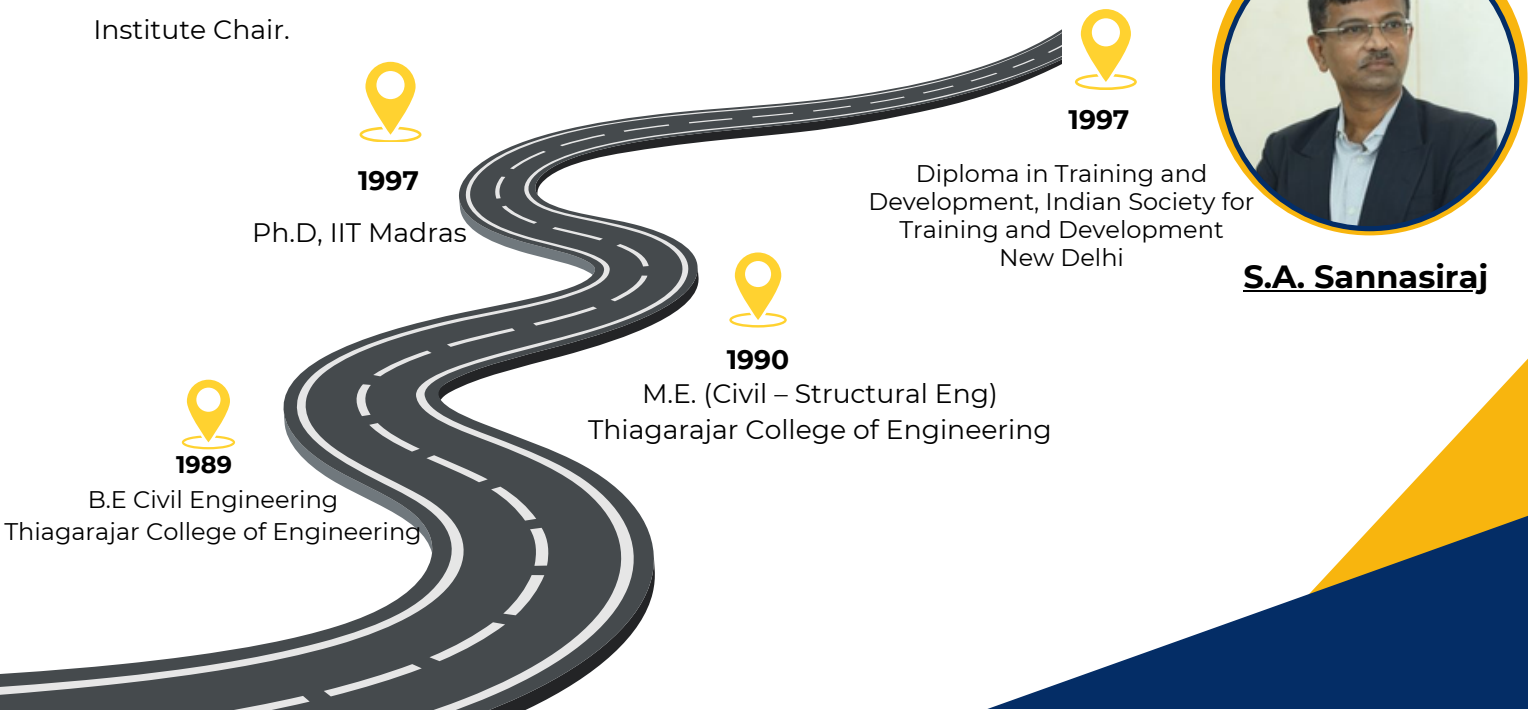 Institute Chair.
1997
Ph.D, IIT Madras
1997
Diploma in Training and
Development, Indian Society for
Training and Development
New Delhi
S.A. Sannasiraj
1990
M.E. (Civil – Structural Eng)
Thiagarajar College of Engineering
1989
B.E Civil Engineering
Thiagarajar College of Engineering